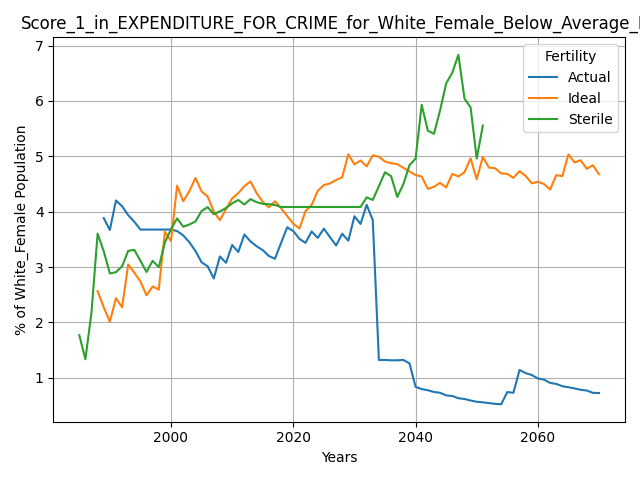 Score_1_in_EXPENDITURE_FOR_CRIME_for_White_Female_Below_Average_
7
6
5
4
3
2
1
% of White_Female Population
2000
2020
2040
2060
Years
Fertility
Actual
Ideal
Sterile